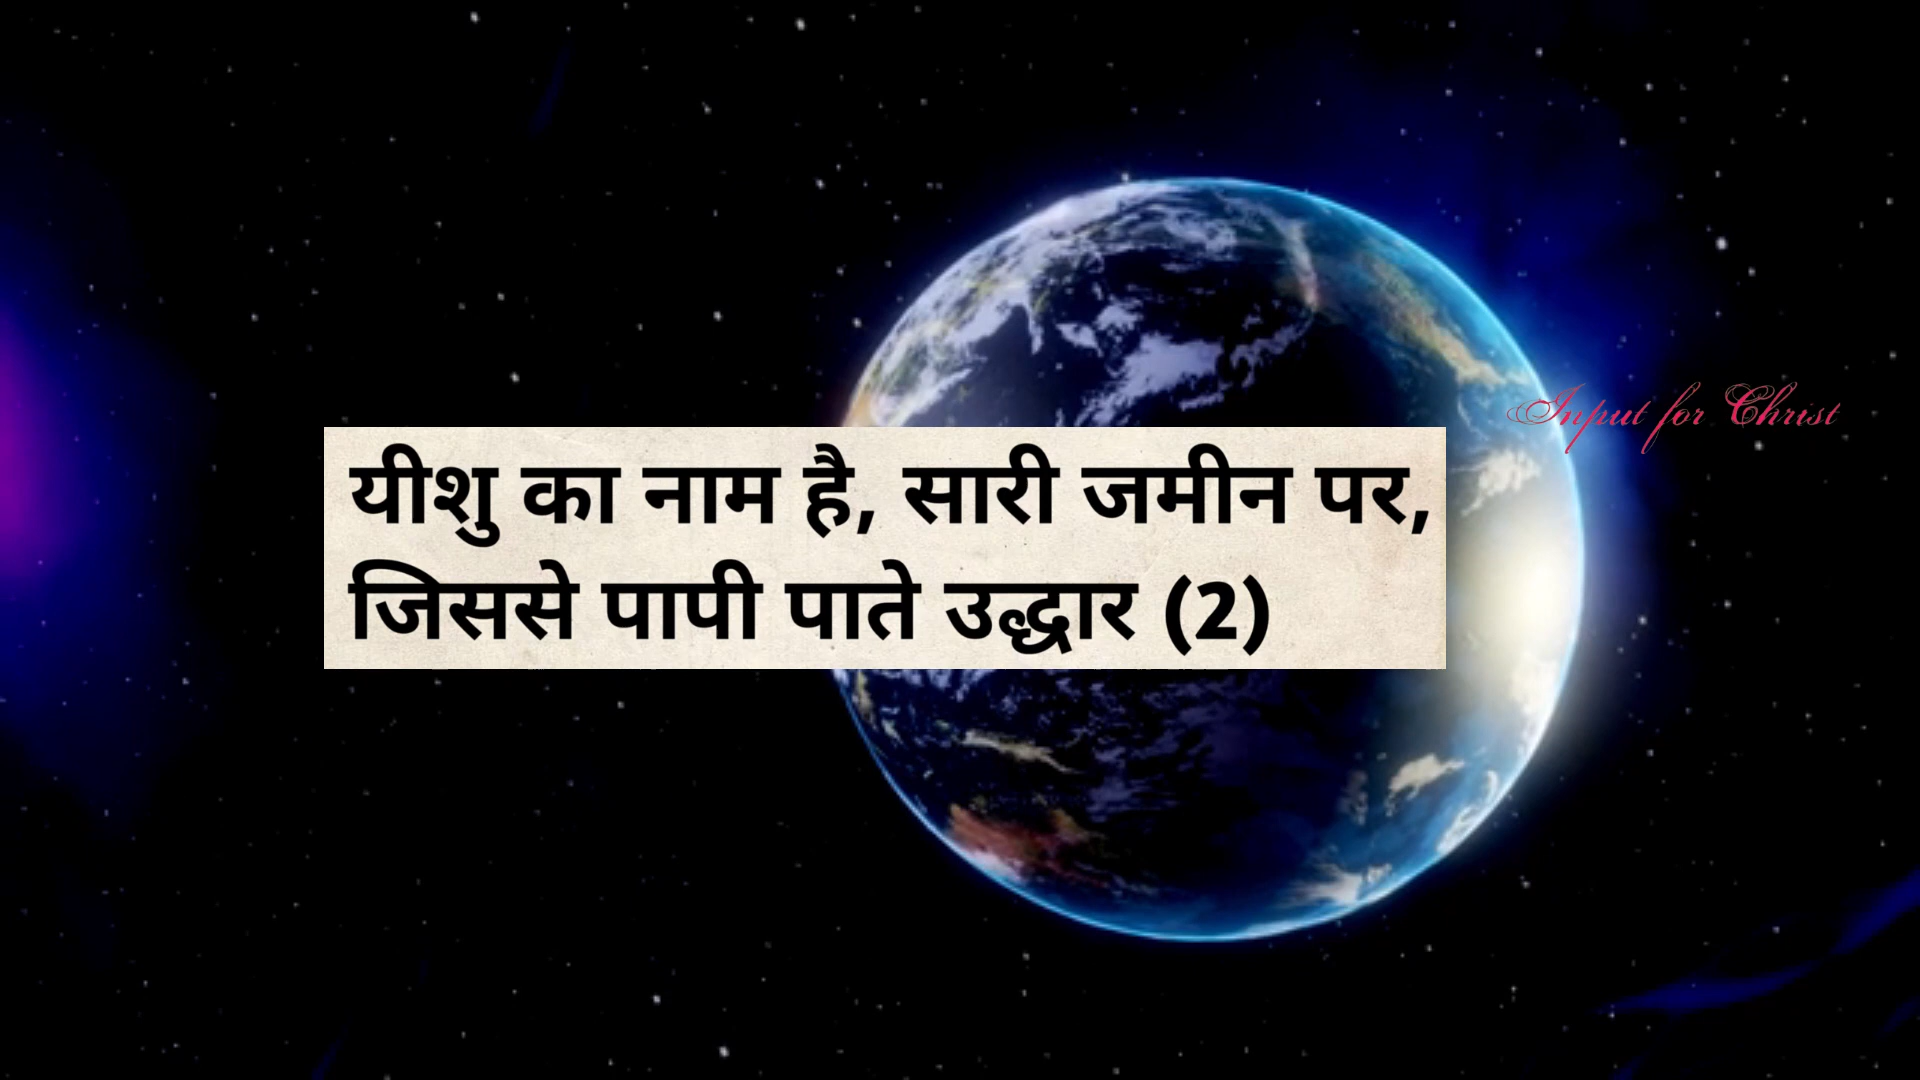 Input for Christ
यीशु का नाम है, सारी जमीन पर,
जिससे पापी पाते उद्धार (2)